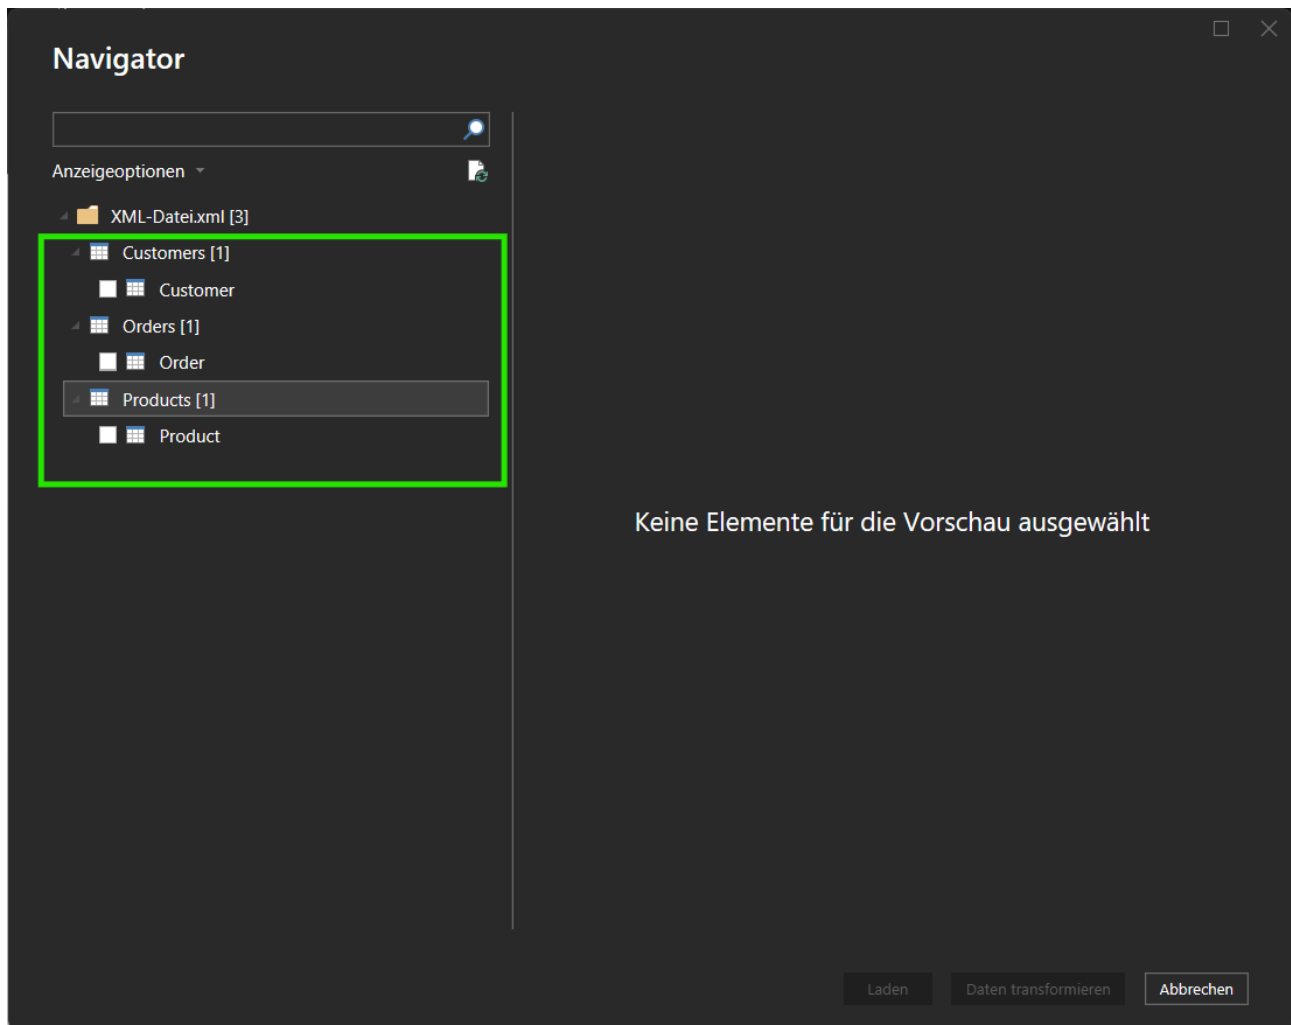 Navigator
Anzeigeoptionen
XML-Datei.xml [3]
Customers [1]
Customer
Orders [1]
Order
Products [1]
Product
Keine Elemente für die Vorschau ausgewählt
Laden Daten transformieren Abbrechen